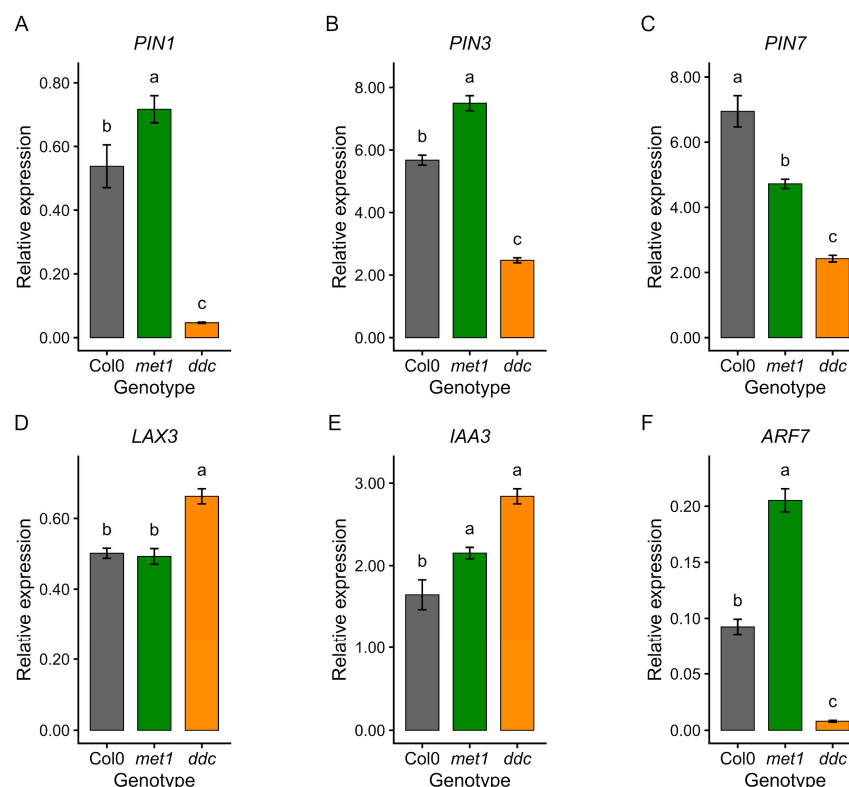 A B C
PIN1 PIN3 PIN7
a a a
b b b
c c c
0.80 8.00 8.00
0.60 6.00 6.00
0.40 4.00 4.00
0.20 2.00 2.00
0.00 0.00 0.00
Relative expression Relative expression Relative expression
Col0 met1 ddc Col0 met1 ddc Col0 met1 ddc
Genotype Genotype Genotype
D E F
LAX3 IAA3 ARF7
b b a b a a b a c
0.60 3.00 0.20
0.40 2.00 0.15
0.20 1.00 0.10
0.00 0.00 0.05
0.00
Relative expression Relative expression Relative expression
Col0 met1 ddc Col0 met1 ddc Col0 met1 ddc
Genotype Genotype Genotype